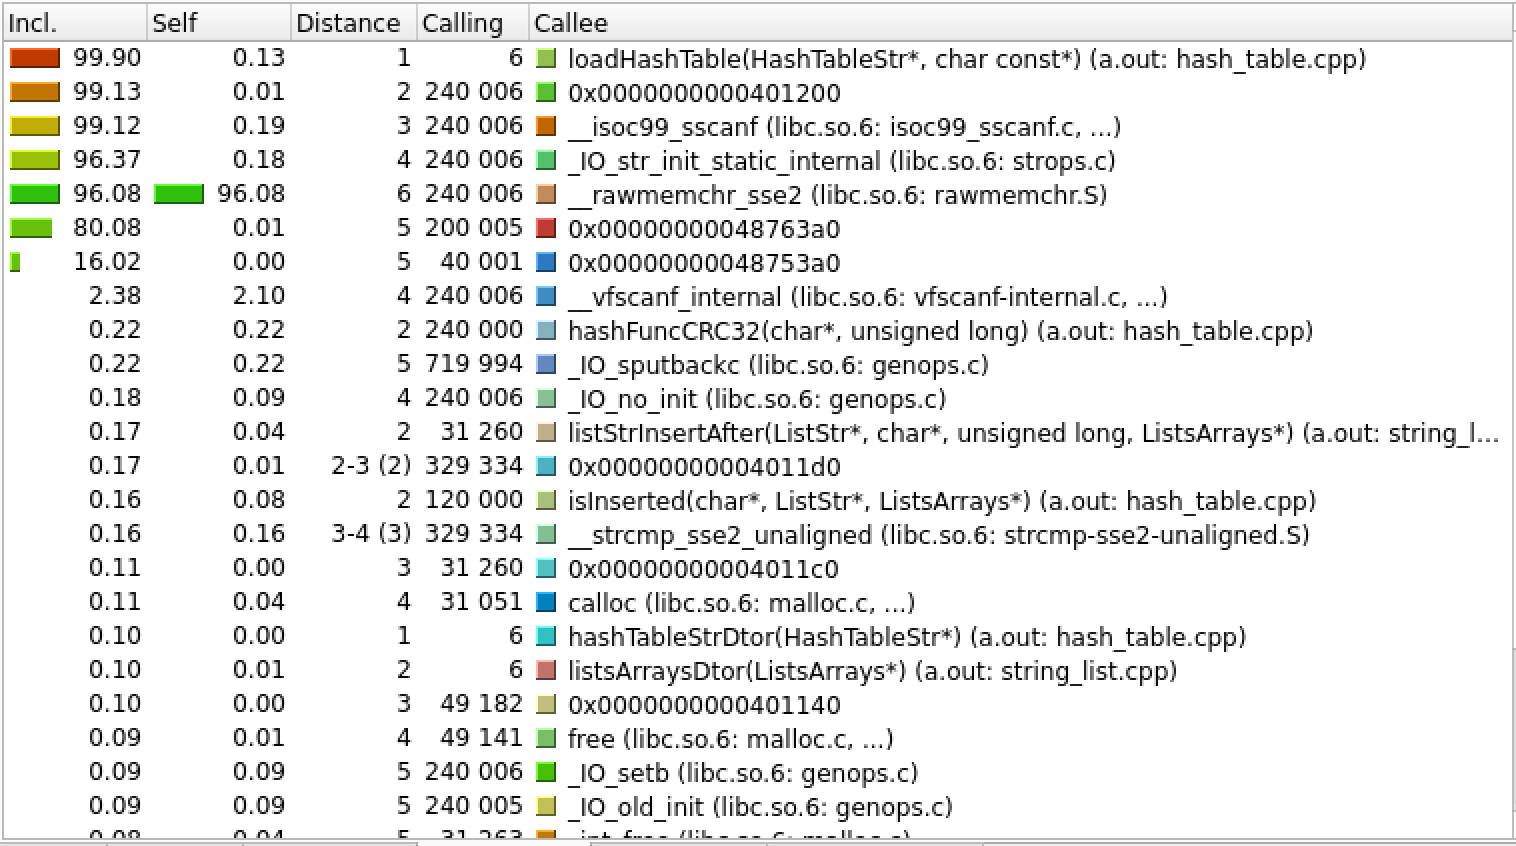 Incl. Self Distance Calling Callee
99.90 0.13 1 6 loadHashTable(HashTableStr*, char const*) (a.out: hash_table.cpp)
99.13 0.01 2 240 006 0x0000000000401200
99.12 0.19 3 240 006 __isoc99_sscanf (libc.so.6: isoc99_sscanf.c, ...)
96.37 0.18 4 240 006 _IO_str_init_static_internal (libc.so.6: strops.c)
96.08 96.08 6 240 006 __rawmemchr_sse2 (libc.so.6: rawmemchr.S)
80.08 0.01 5 200 005 0x00000000048763a0
16.02 0.00 5 40 001 0x00000000048753a0
2.38 2.10 4 240 006 __vfscanf_internal (libc.so.6: vfscanf-internal.c, ...)
0.22 0.22 2 240 000 hashFuncCRC32(char*, unsigned long) (a.out: hash_table.cpp)
0.22 0.22 5 719 994 _IO_sputbackc (libc.so.6: genops.c)
0.18 0.09 4 240 006 _IO_no_init (libc.so.6: genops.c)
0.17 0.04 2 31 260 listStrInsertAfter(ListStr*, char*, unsigned long, ListsArrays*) (a.out: string_l...
0.17 0.01 2-3 (2) 329 334 0x00000000004011d0
0.16 0.08 2 120 000 isInserted(char*, ListStr*, ListsArrays*) (a.out: hash_table.cpp)
0.16 0.16 3-4 (3) 329 334 __strcmp_sse2_unaligned (libc.so.6: strcmp-sse2-unaligned.S)
0.11 0.00 3 31 260 0x00000000004011c0
0.11 0.04 4 31 051 calloc (libc.so.6: malloc.c, ...)
0.10 0.00 1 6 hashTableStrDtor(HashTableStr*) (a.out: hash_table.cpp)
0.10 0.01 2 6 listsArraysDtor(ListsArrays*) (a.out: string_list.cpp)
0.10 0.00 3 49 182 0x0000000000401140
0.09 0.01 4 49 141 free (libc.so.6: malloc.c, ...)
0.09 0.09 5 240 006 _IO_setb (libc.so.6: genops.c)
0.09 0.09 5 240 005 _IO_old_init (libc.so.6: genops.c)